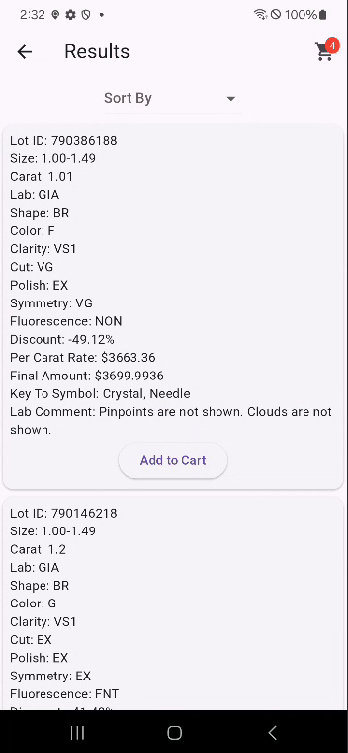 2:32
100%
Results
4
Sort By
Lot ID: 790386188
Size: 1.00-1.49
Carat: 1.01
Lab: GIA
Shape: BR
Color: F
Clarity: VS1
Cut: VG
Polish: EX
Symmetry: VG
Fluorescence: NON
Discount: -49.12%
Per Carat Rate: $3663.36
Final Amount: $3699.9936
Key To Symbol: Crystal, Needle
Lab Comment: Pinpoints are not shown. Clouds are not
shown.
Add to Cart
Lot ID: 790146218
Size: 1.00-1.49
Carat: 1.2
Lab: GIA
Shape: BR
Color: G
Clarity: VS1
Cut: EX
Polish: EX
Symmetry: EX
Fluorescence: FNT